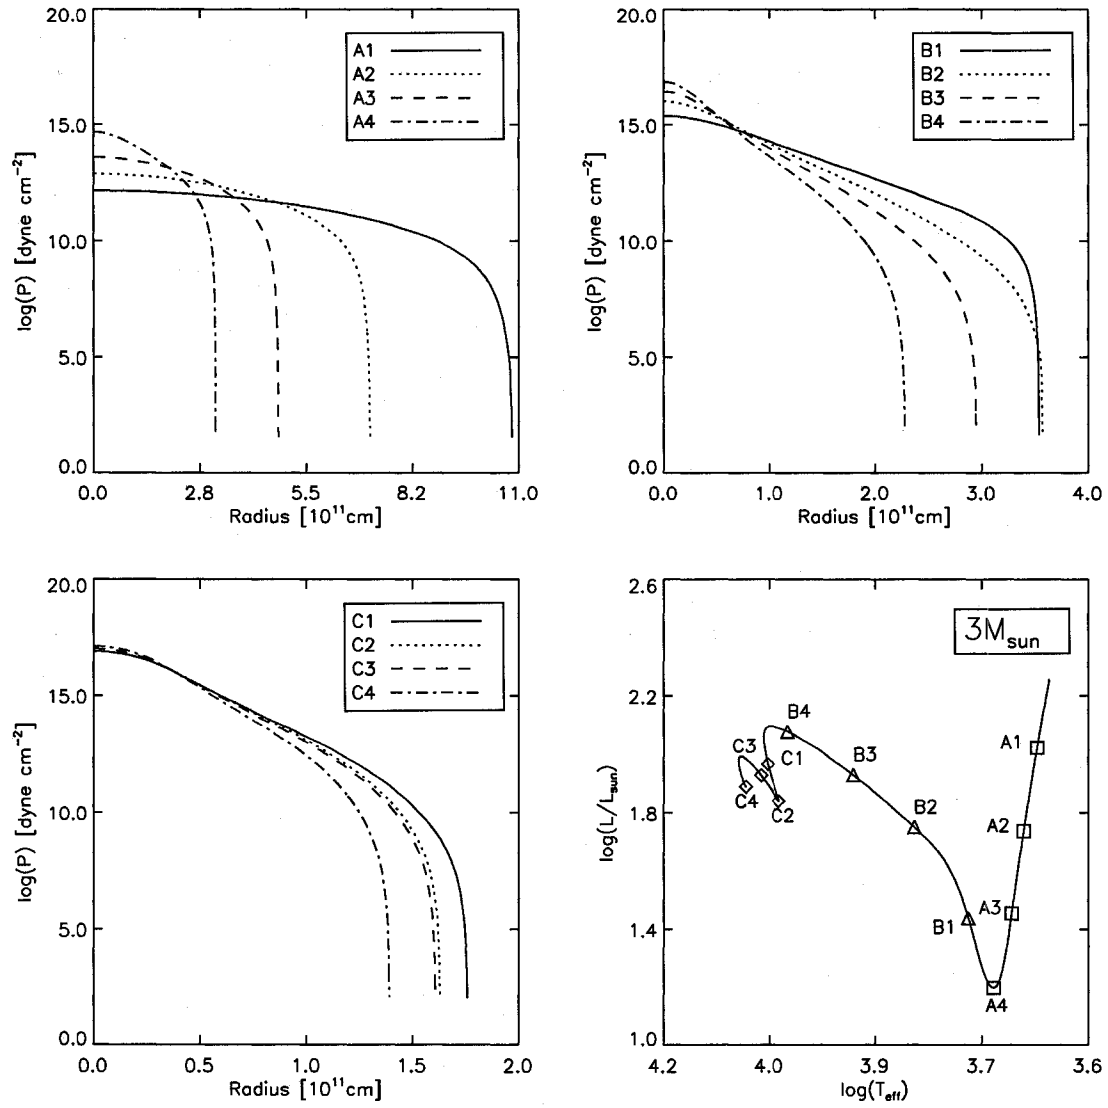 20.0
15.0
10.0
5.0
0.0
log(P) [dyne cm⁻²]
A1
A2
A3
A4
0.0 2.8 5.5 8.2 11.0
Radius [10¹¹cm]
20.0
15.0
10.0
5.0
0.0
log(P) [dyne cm⁻²]
B1
B2
B3
B4
0.0 1.0 2.0 3.0 4.0
Radius [10¹¹cm]
20.0
15.0
10.0
5.0
0.0
log(P) [dyne cm⁻²]
C1
C2
C3
C4
0.0 0.5 1.0 1.5 2.0
Radius [10¹¹cm]
2.6
2.2
1.8
1.4
1.0
log(L/L_sun)
3M_sun
B4
C3
C1
B3
A1
C4
C2
B2
A2
A3
B1
A4
4.2 4.0 3.9 3.7 3.6
log(T_eff)